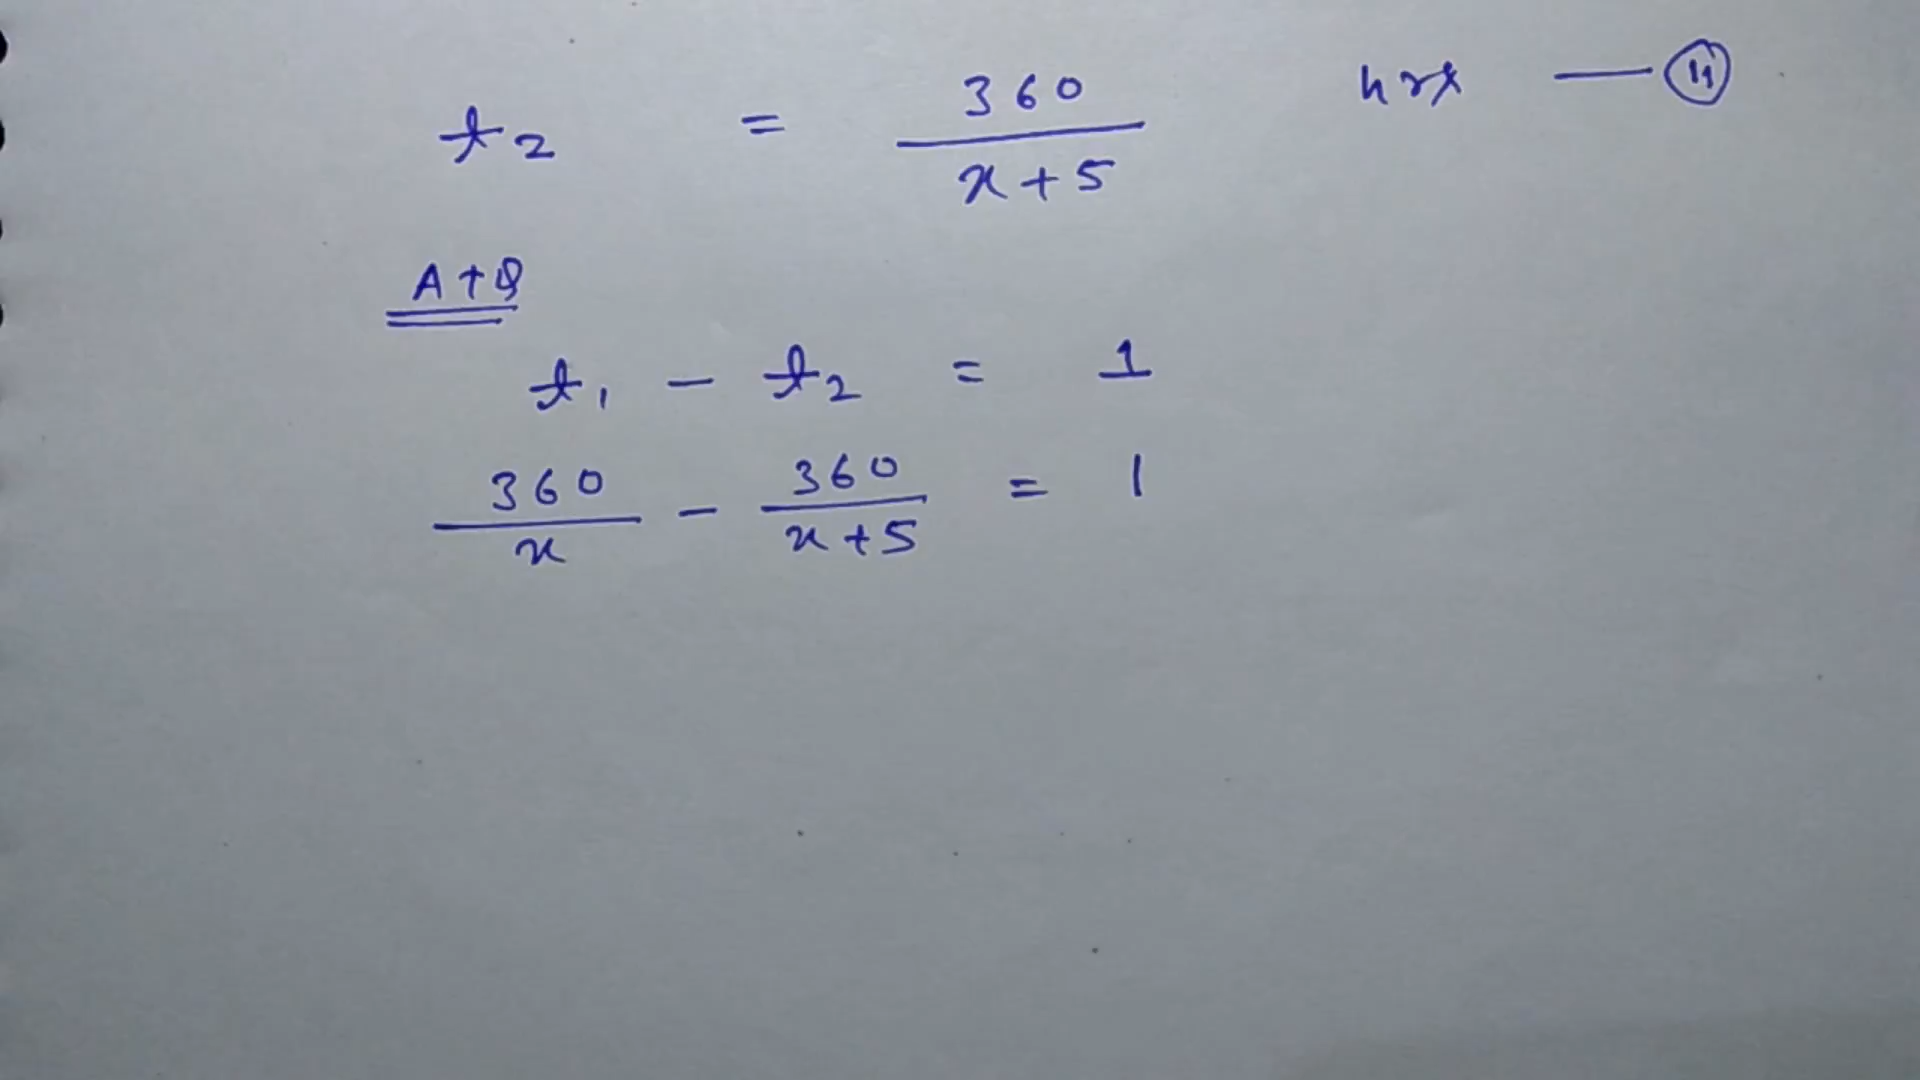 t₂ = 360/(x+5) hrs — (ii)
A+Q
t₁ - t₂ = 1
360/x - 360/(x+5) = 1